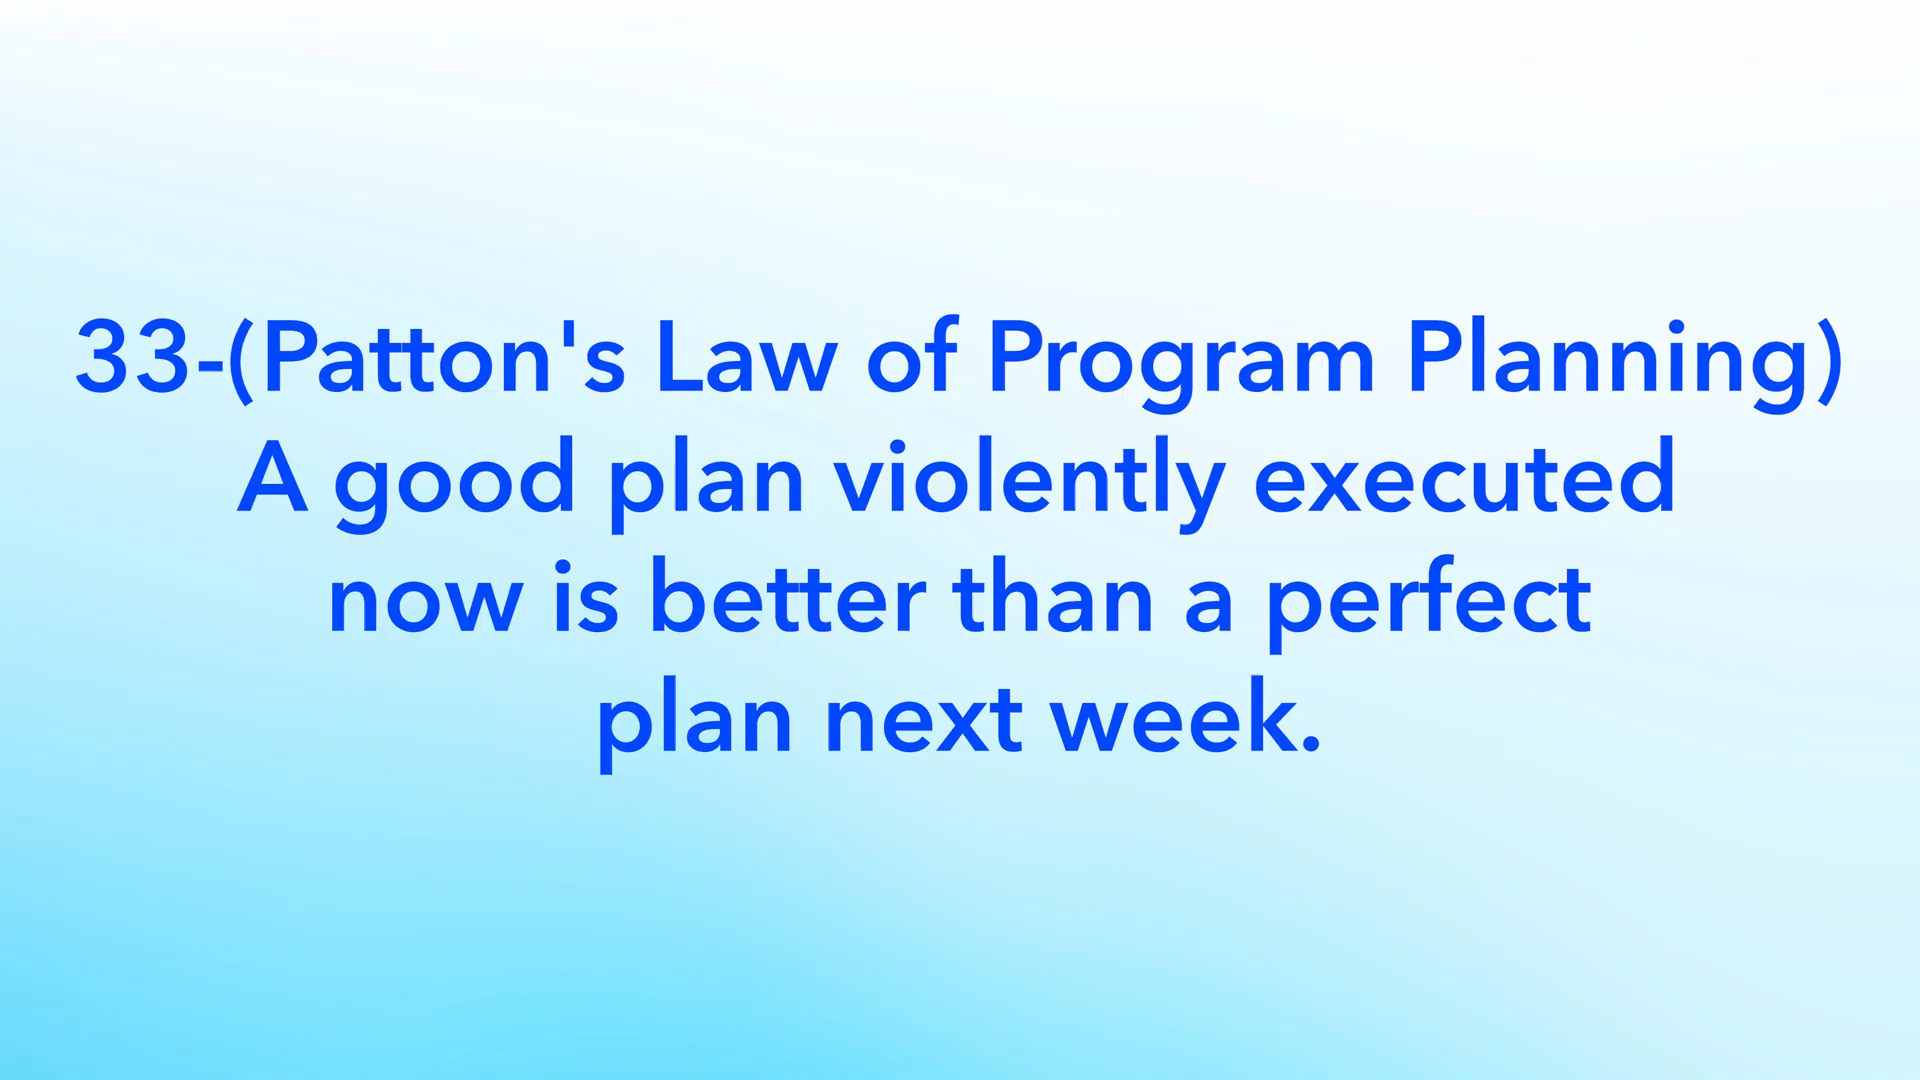 33-(Patton's Law of Program Planning)
A good plan violently executed
now is better than a perfect
plan next week.